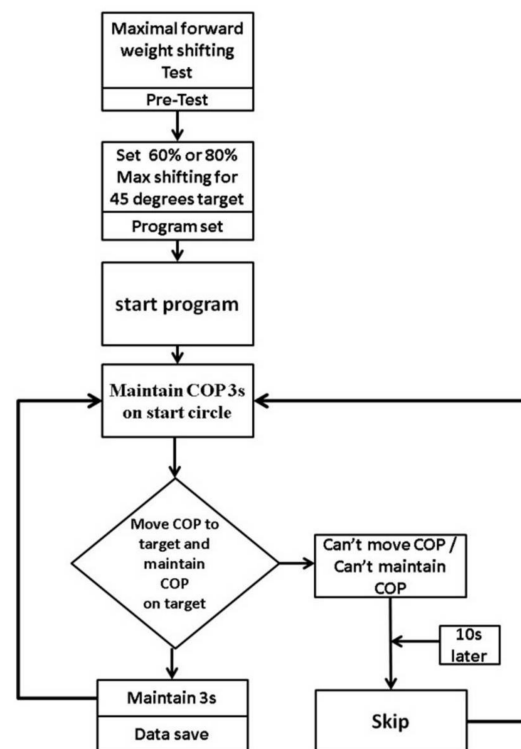 Maximal forward
weight shifting
Test
Pre-Test
Set 60% or 80%
Max shifting for
45 degrees target
Program set
start program
Maintain COP 3s
on start circle
Move COP to
target and
maintain
COP
on target
Can't move COP /
Can't maintain
COP
10s
later
Maintain 3s
Data save
Skip